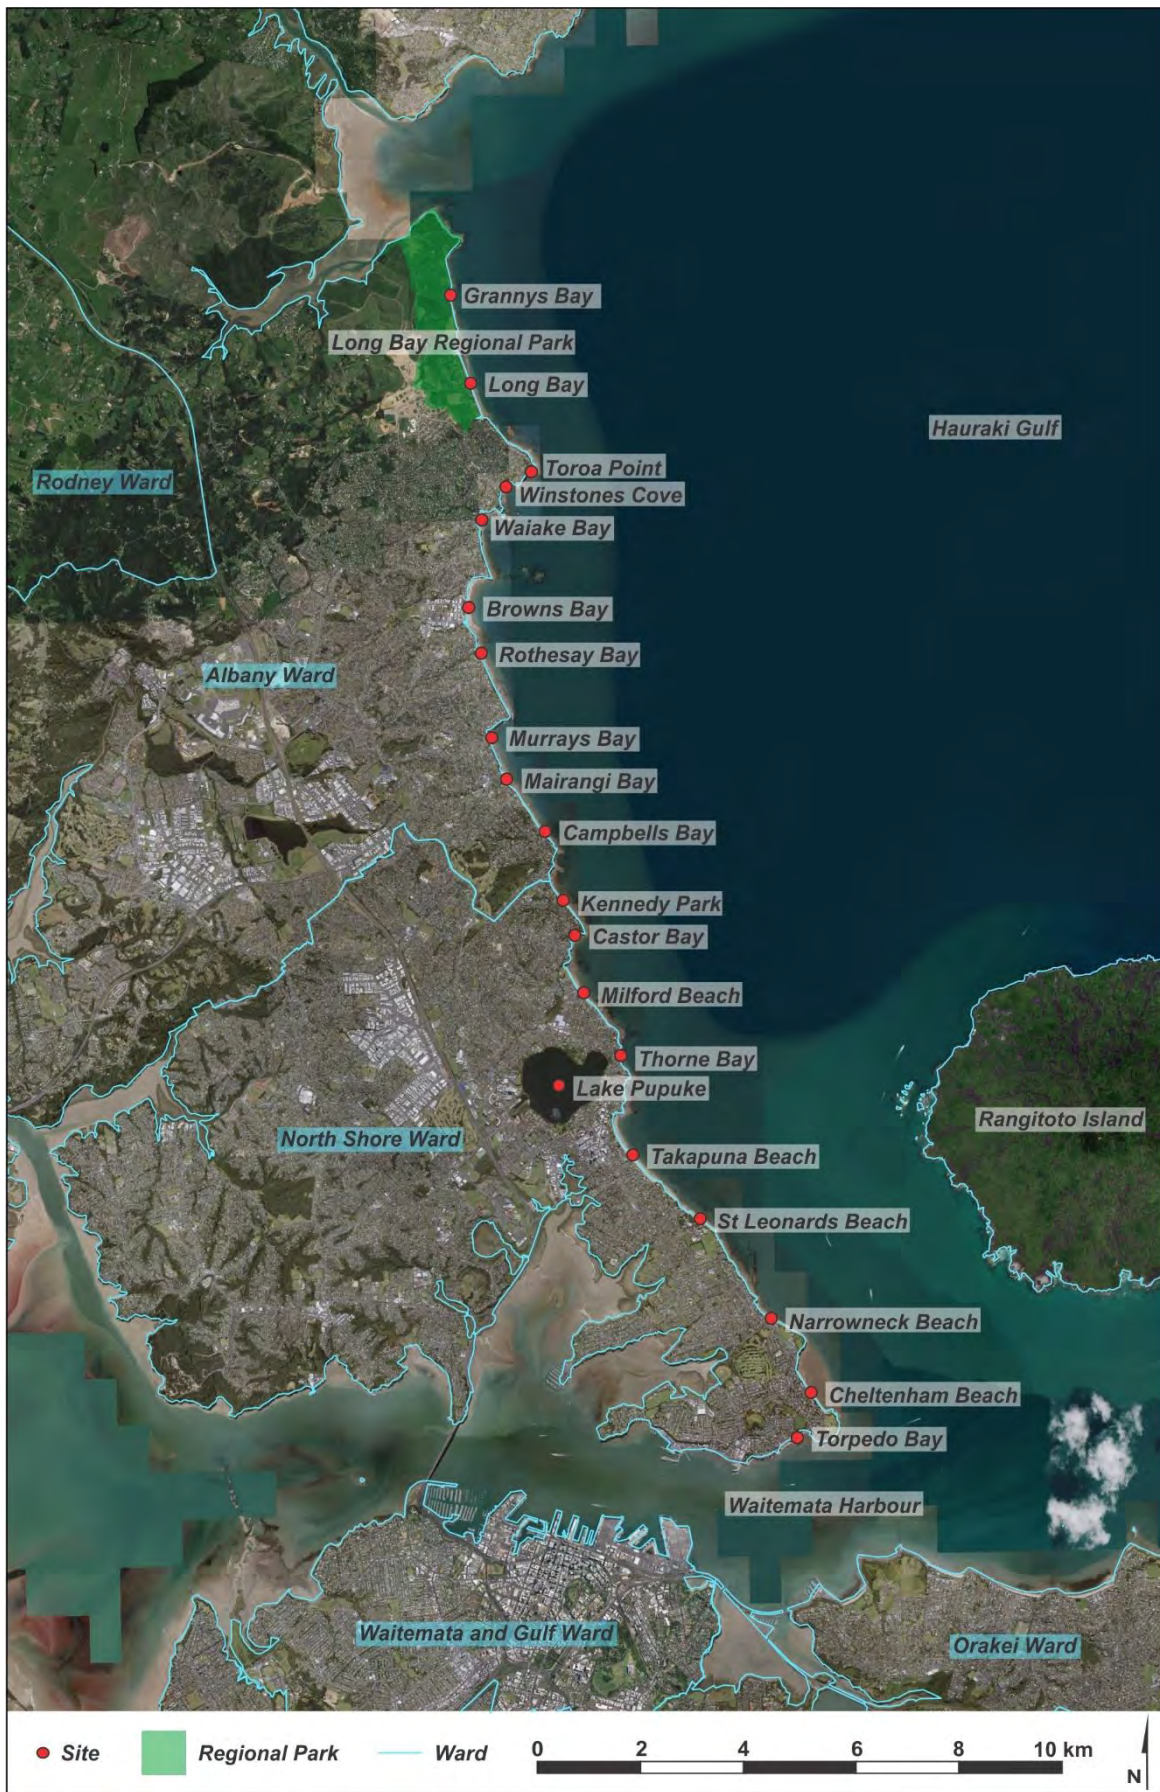 Grannys Bay
Long Bay Regional Park
Long Bay
Hauraki Gulf
Toroa Point
Rodney Ward
Winstones Cove
Waiake Bay
Browns Bay
Rothesay Bay
Albany Ward
Murrays Bay
Mairangi Bay
Campbells Bay
Kennedy Park
Castor Bay
Milford Beach
Thorne Bay
Lake Pupuke
Rangitoto Island
North Shore Ward
Takapuna Beach
St Leonards Beach
Narrowneck Beach
Cheltenham Beach
Torpedo Bay
Waitemata Harbour
Waitemata and Gulf Ward
Orakei Ward
Site
Regional Park
Ward
0 2 4 6 8 10 km
N